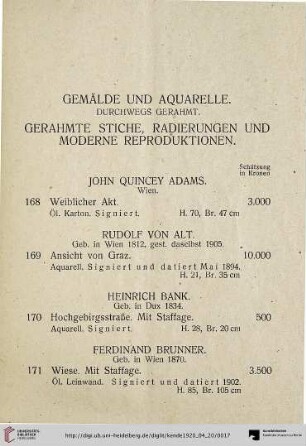 GEMÄLDE UND AQUARELLE.
DURCHWEGS GERAHMT.
GERAHMTE STICHE, RADIERUNGEN UND
MODERNE REPRODUKTIONEN.
Schätzung
in Kronen
JOHN QUINCEY ADAMS.
Wien.
168 Weiblicher Akt. 3.000
Öl. Karton. Signiert. H. 70, Br. 47 cm
RUDOLF VON ALT.
Geb. in Wien 1812, gest. daselbst 1905.
169 Ansicht von Graz. 10.000
Aquarell. Signiert und datiert Mai 1894.
H. 21, Br. 35 cm
HEINRICH BANK.
Geb. in Dux 1834.
170 Hochgebirgsstraße. Mit Staffage. 500
Aquarell. Signiert. H. 28, Br. 20 cm
FERDINAND BRUNNER.
Geb. in Wien 1870.
171 Wiese. Mit Staffage. 3.500
Öl. Leinwand. Signiert und datiert 1902.
H. 85, Br. 105 cm
UNIVERSITÄTS-
BIBLIOTHEK
HEIDELBERG
http://digi.ub.uni-heidelberg.de/diglit/kende1920_04_20/0017